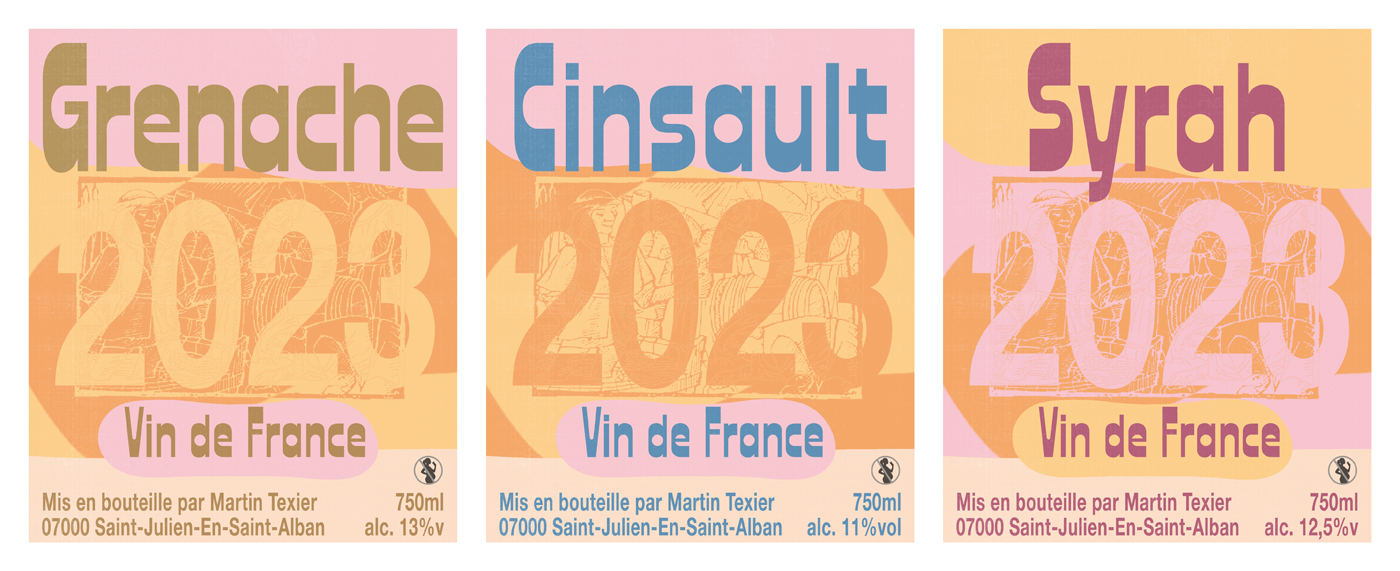 Grenache
2023
Vin de France
Mis en bouteille par Martin Texier 750ml
07000 Saint-Julien-En-Saint-Alban alc. 13%v
Cinsault
2023
Vin de France
Mis en bouteille par Martin Texier 750ml
07000 Saint-Julien-En-Saint-Alban alc. 11%vol
Syrah
2023
Vin de France
Mis en bouteille par Martin Texier 750ml
07000 Saint-Julien-En-Saint-Alban alc. 12,5%v